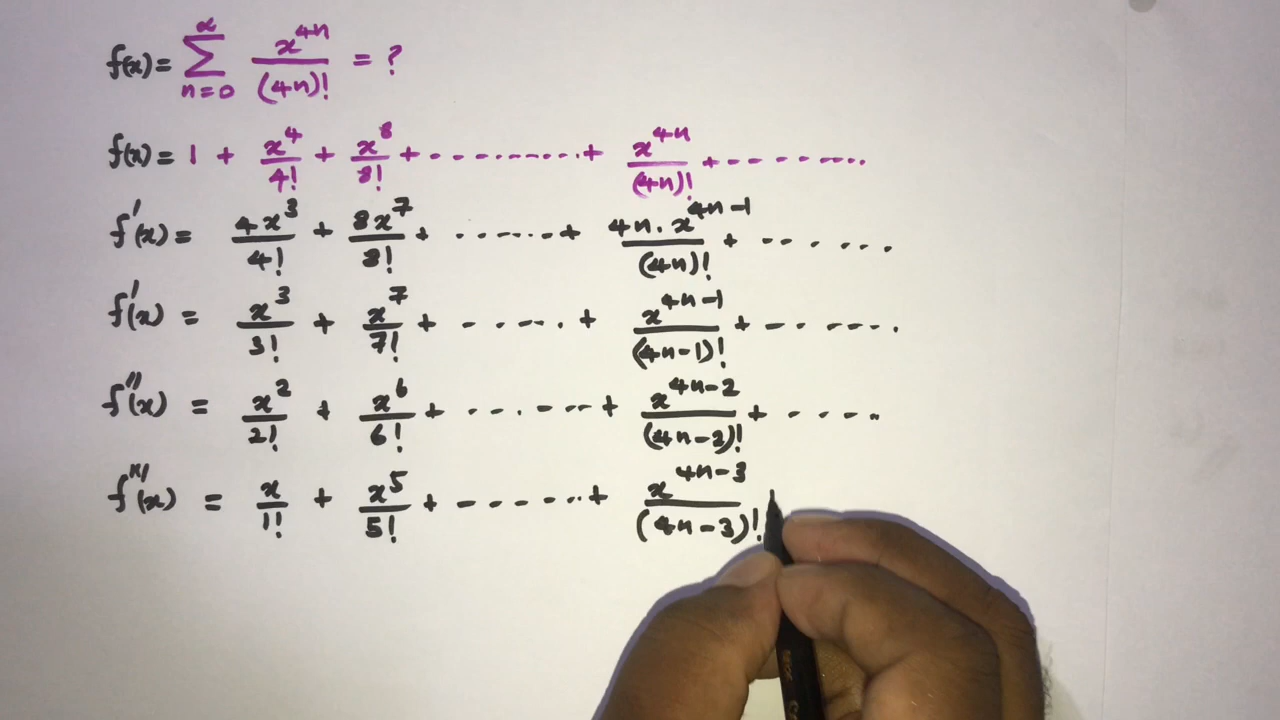 f(x) = ∑_{n=0}^{∞} x^{4n}/(4n)! = ?
f(x) = 1 + x^4/4! + x^8/8! + ............ + x^{4n}/(4n)! + .........
f'(x) = 4x^3/4! + 8x^7/8! + ........ + 4n.x^{4n-1}/(4n)! + .......
f'(x) = x^3/3! + x^7/7! + ...... + x^{4n-1}/(4n-1)! + .......
f''(x) = x^2/2! + x^6/6! + ....... + x^{4n-2}/(4n-2)! + .....
f'''(x) = x/1! + x^5/5! + ........ + x^{4n-3}/(4n-3)!